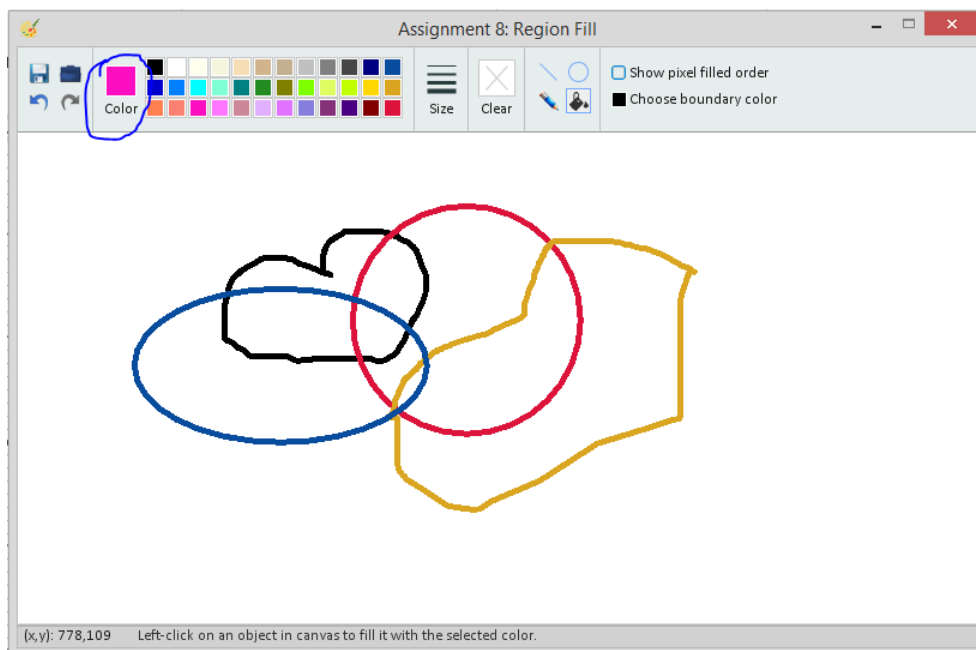 Assignment 8: Region Fill
Show pixel filled order
Choose boundary color
Color
Size
Clear
(x,y): 778,109 Left-click on an object in canvas to fill it with the selected color.